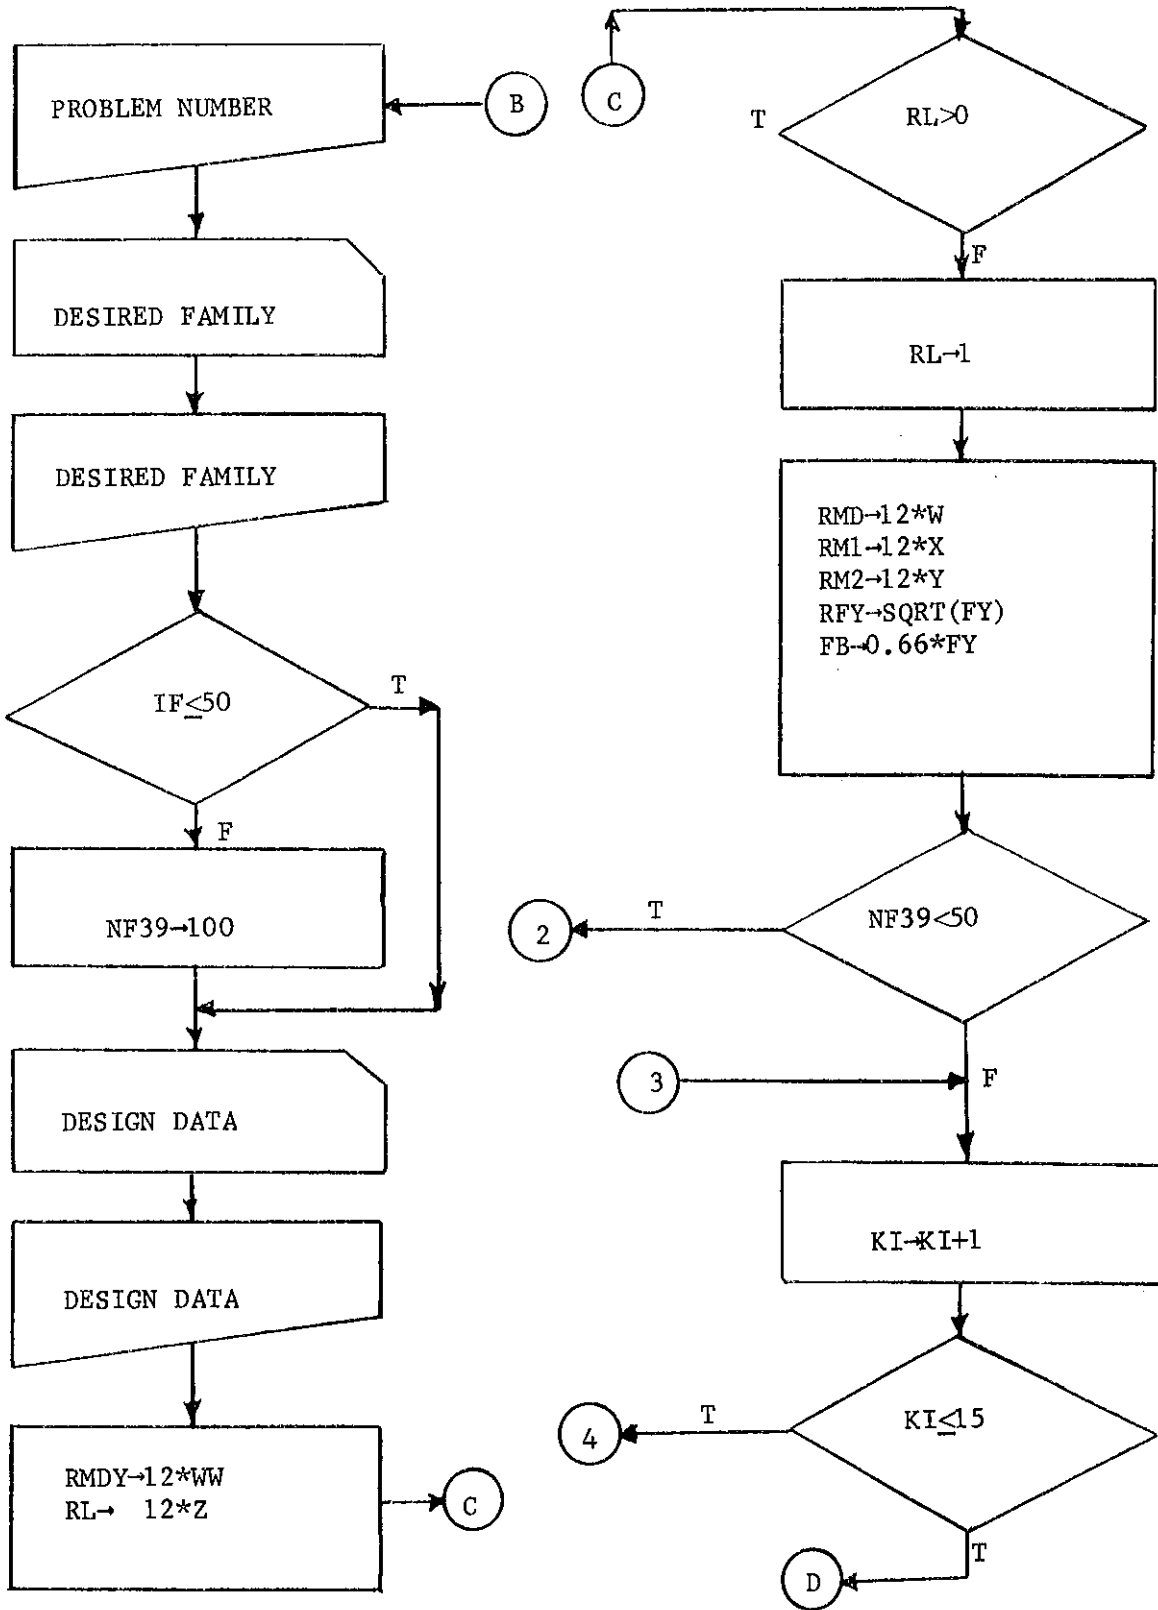 PROBLEM NUMBER
B
DESIRED FAMILY
DESIRED FAMILY
IF≤50
T
F
NF39→100
DESIGN DATA
DESIGN DATA
RMDY→12*WW
RL→ 12*Z
C
C
RL>0
T
F
RL→1
RMD→12*W
RM1→12*X
RM2→12*Y
RFY→SQRT(FY)
FB→0.66*FY
NF39<50
T
2
F
3
KI→KI+1
KI≤15
T
4
T
D